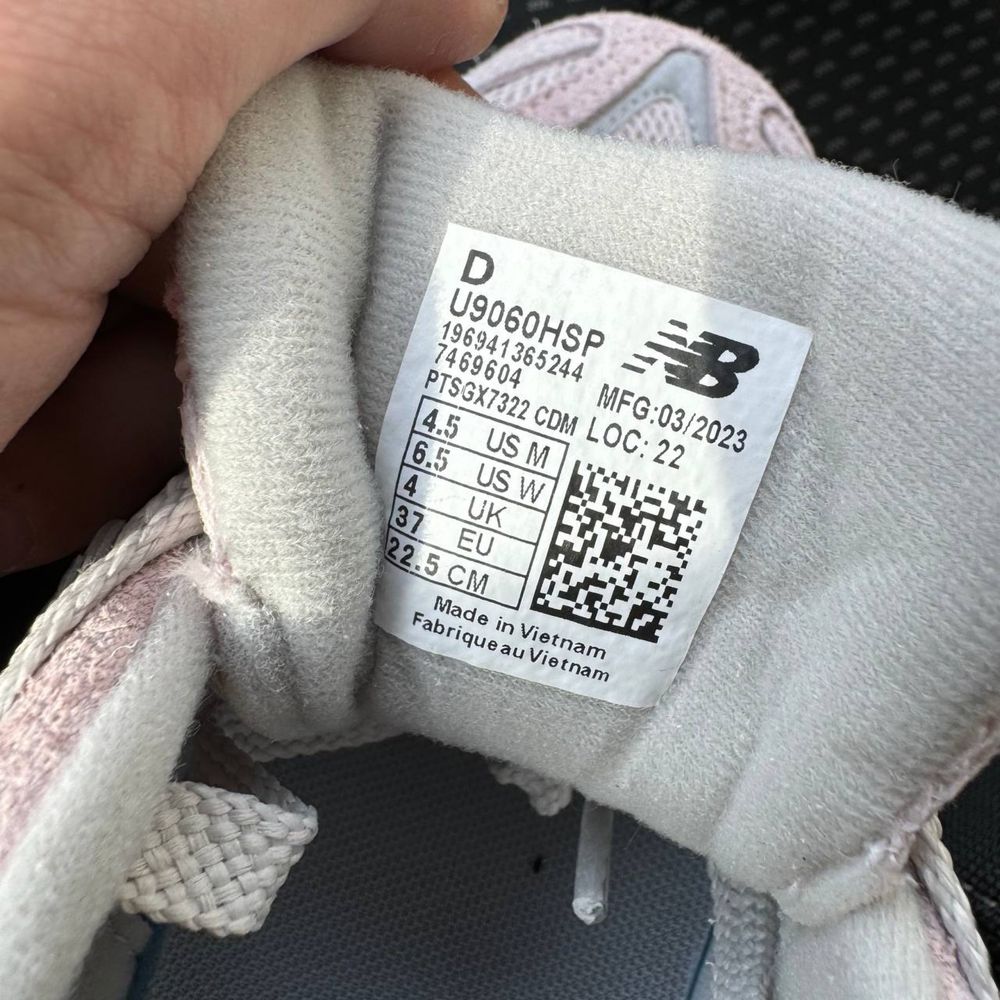 D
U9060HSP
196941365244
7469604
PTSGX7322 CDM
NB
MFG:03/2023
LOC: 22
4.5 US M
6.5 US W
4 UK
37 EU
22.5 CM
Made in Vietnam
Fabrique au Vietnam